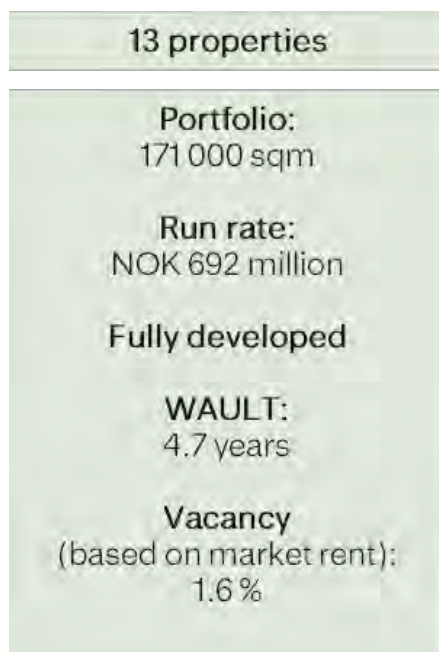 13 properties
Portfolio:
171 000 sqm
Run rate:
NOK 692 million
Fully developed
WAULT:
4.7 years
Vacancy
(based on market rent):
1.6 %